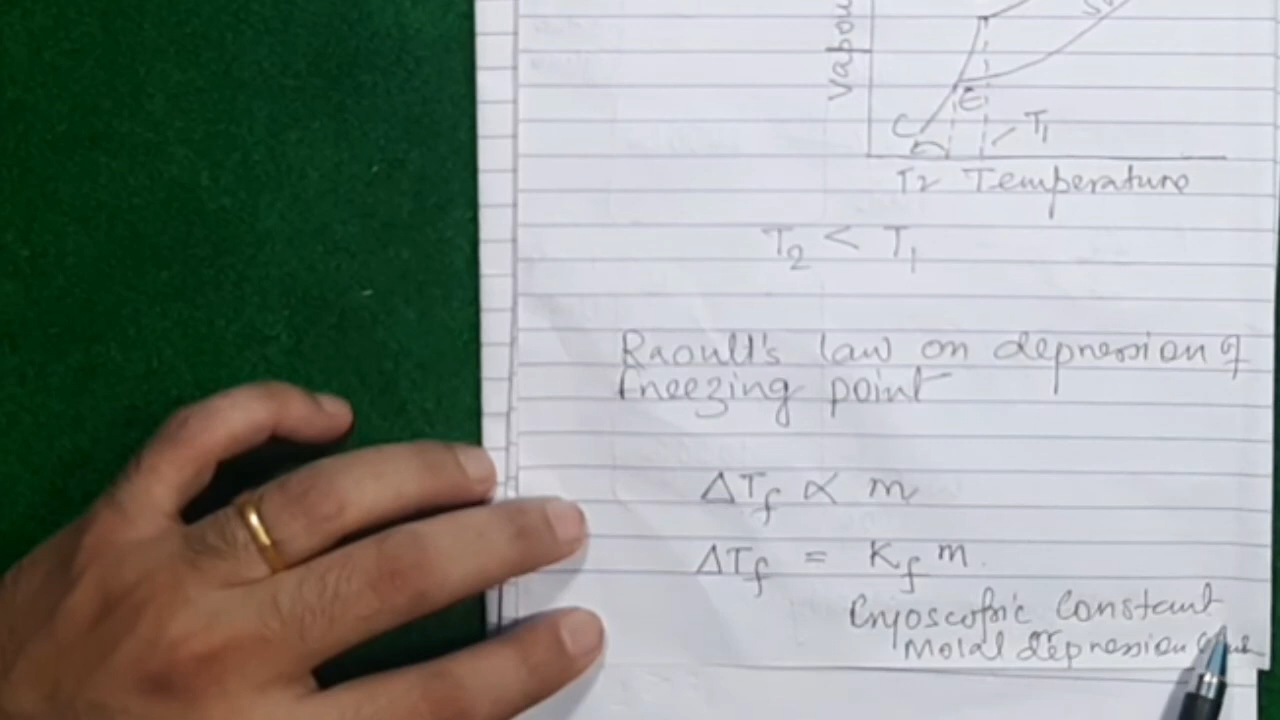 E
C
T1
T2 Temperature
T2 < T1
Raoult's law on depression of
freezing point
ΔTf ∝ m
ΔTf = Kf m
Cryoscopic Constant
or
Molal depression